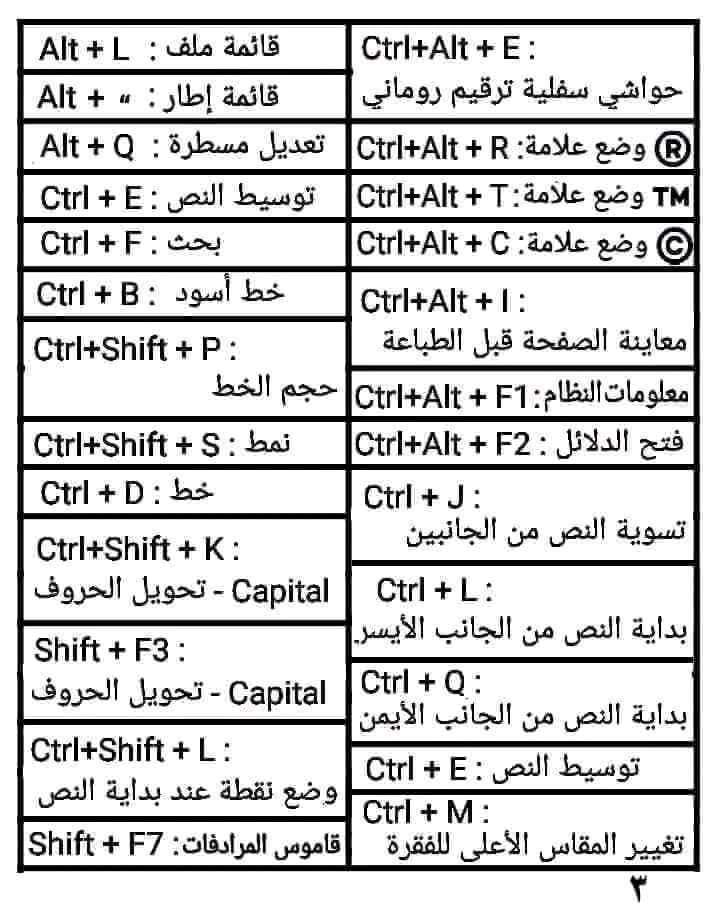 Ctrl+Alt + E :
حواشي سفلية ترقيم روماني
Ctrl+Alt + R : وضع علامة ®
Ctrl+Alt + T : وضع علامة TM
Ctrl+Alt + C : وضع علامة ©
Ctrl+Alt + I :
معاينة الصفحة قبل الطباعة
Ctrl+Alt + F1 : معلومات النظام
Ctrl+Alt + F2 : فتح الدلائل
Ctrl + J :
تسوية النص من الجانبين
Ctrl + L :
بداية النص من الجانب الأيسر
Ctrl + Q :
بداية النص من الجانب الأيمن
Ctrl + E : توسيط النص
Ctrl + M :
تغيير المقاس الأعلى للفقرة
Alt + L : قائمة ملف
Alt + “ : قائمة إطار
Alt + Q : تعديل مسطرة
Ctrl + E : توسيط النص
Ctrl + F : بحث
Ctrl + B : خط أسود
Ctrl+Shift + P :
حجم الخط
Ctrl+Shift + S : نمط
Ctrl + D : خط
Ctrl+Shift + K :
تحويل الحروف - Capital
Shift + F3 :
تحويل الحروف - Capital
Ctrl+Shift + L :
وضع نقطة عند بداية النص
Shift + F7 : قاموس المرادفات
٣